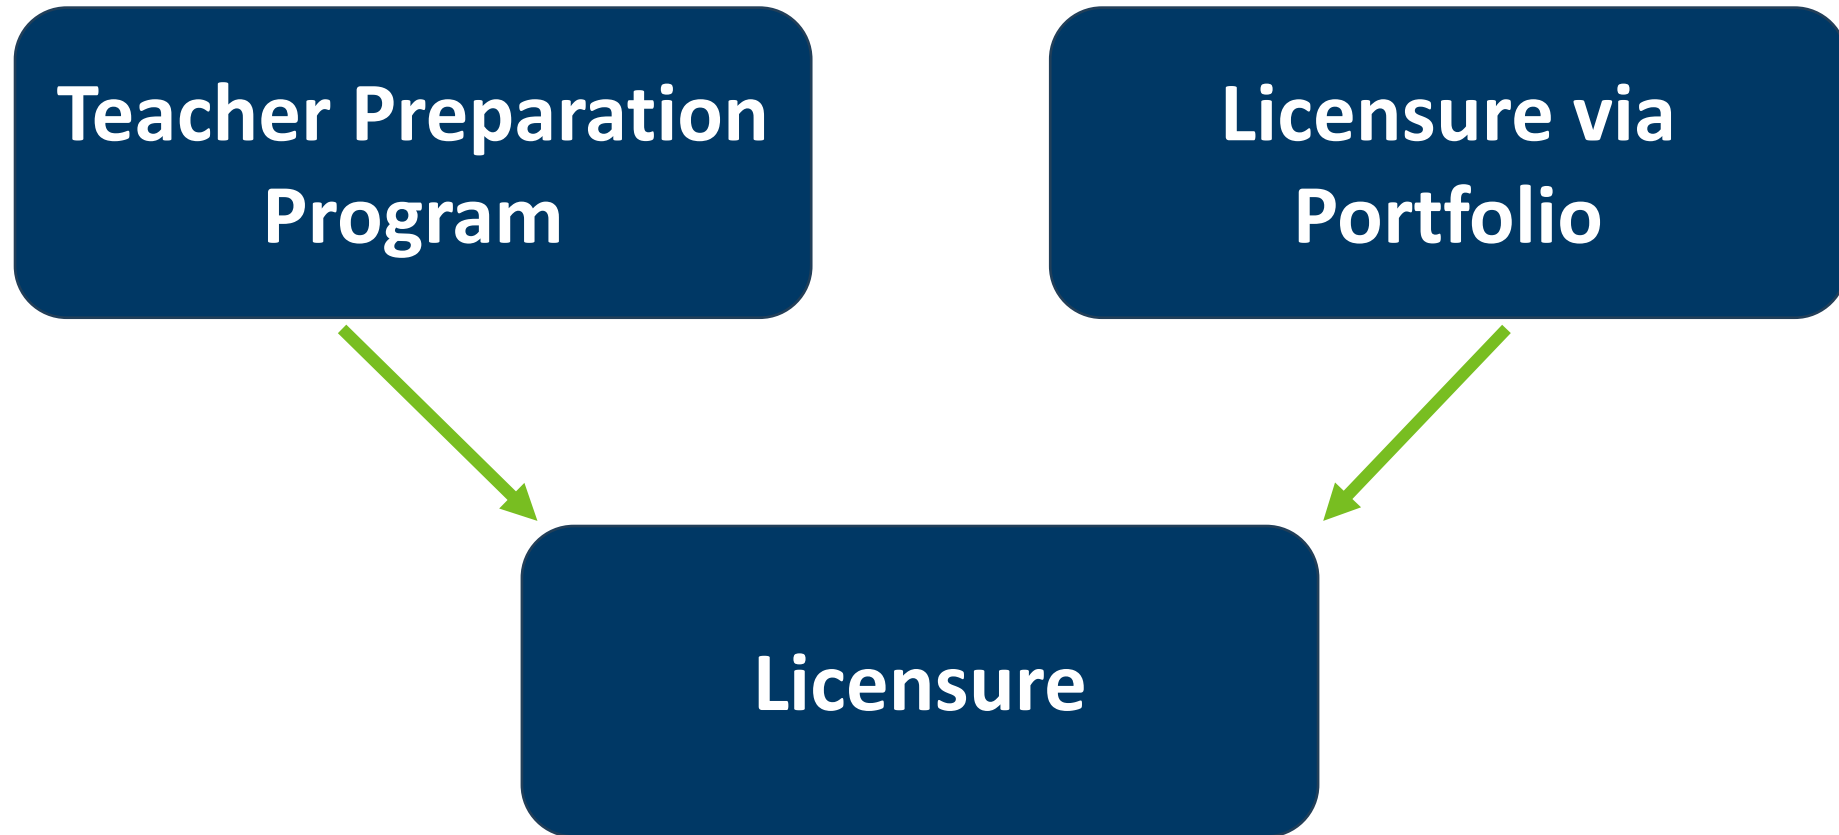 Teacher Preparation
Program
Licensure via
Portfolio
Licensure